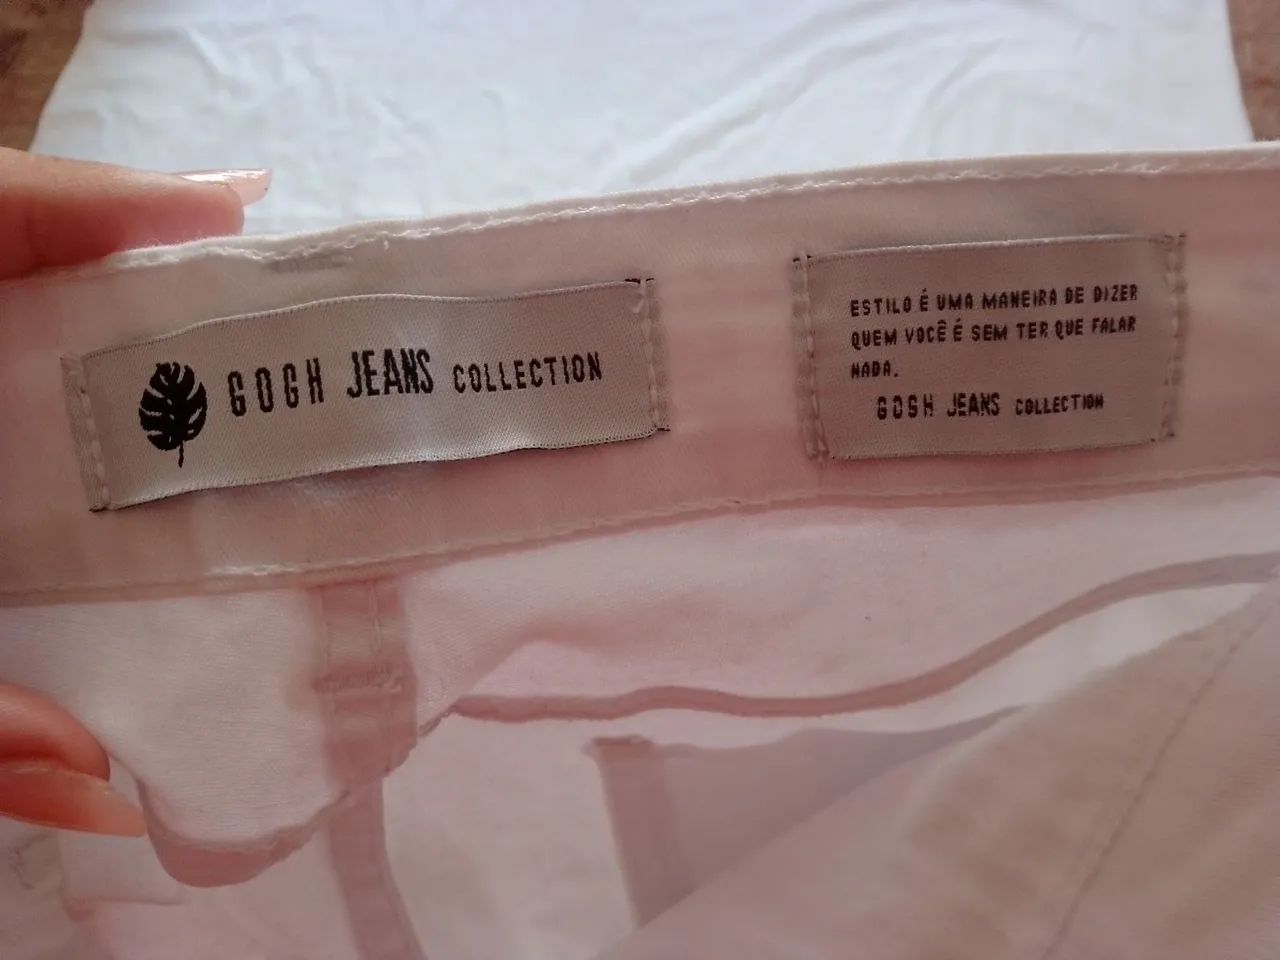 GOGH JEANS COLLECTION
ESTILO É UMA MANEIRA DE DIZER
QUEM VOCÊ É SEM TER QUE FALAR
NADA.
GOGH JEANS COLLECTION